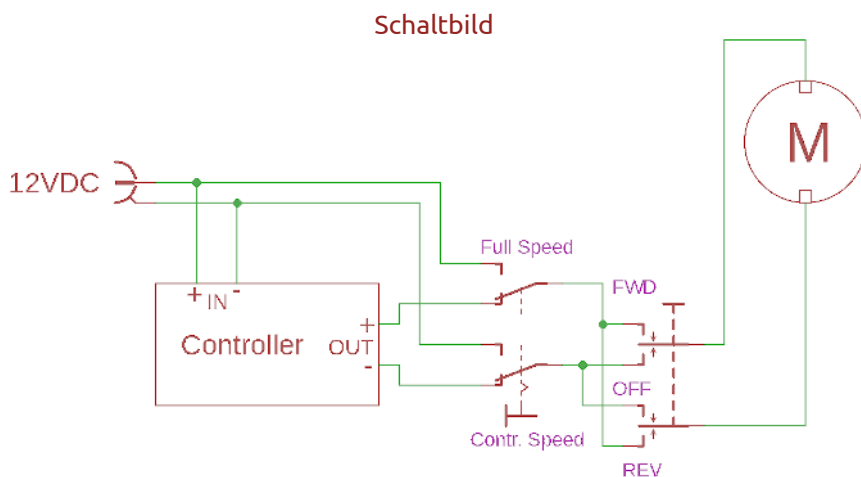 Schaltbild
M
12VDC
Full Speed
+ IN -
FWD
+
Controller OUT
-
OFF
Contr. Speed
REV